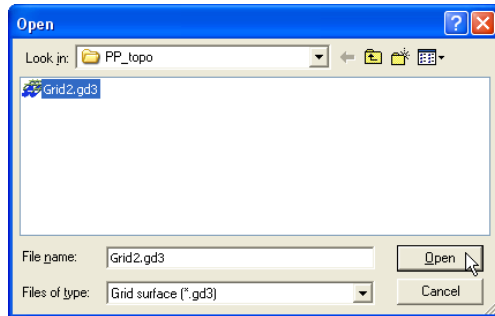 Open
Look in: PP_topo
Grid2.gd3
File name: Grid2.gd3 Open
Files of type: Grid surface (*.gd3) Cancel